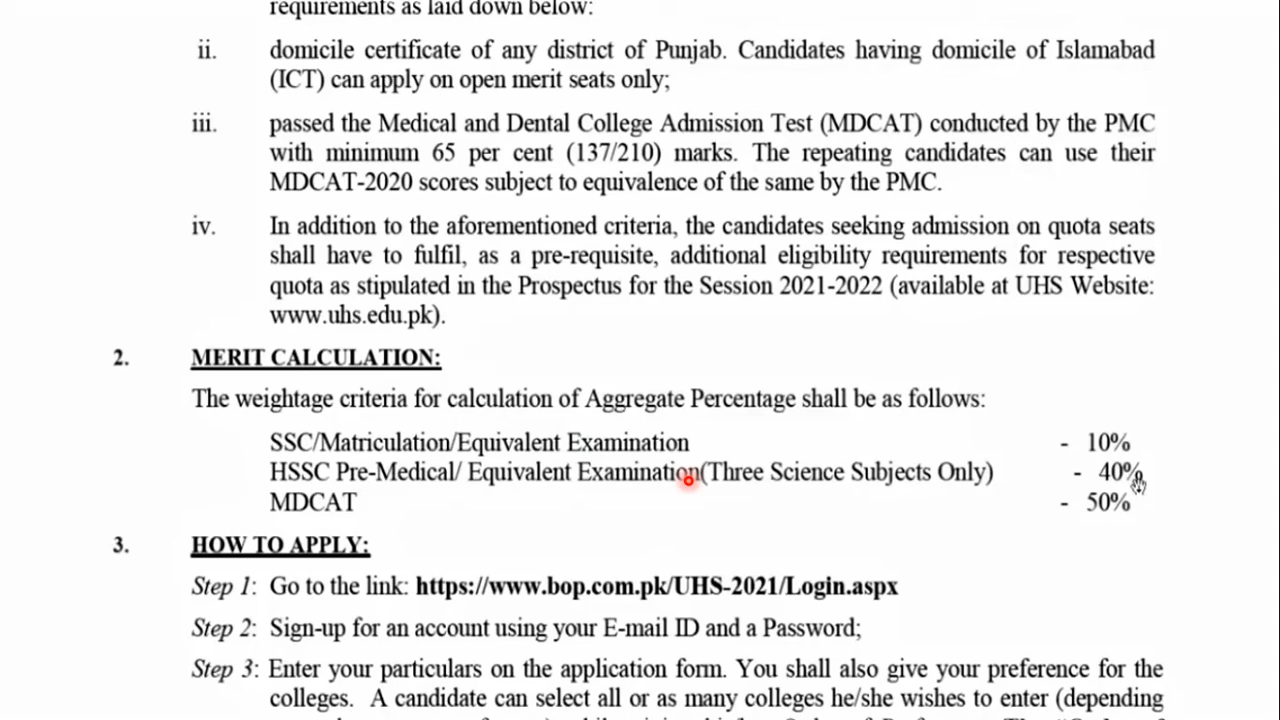 requirements as laid down below:
ii. domicile certificate of any district of Punjab. Candidates having domicile of Islamabad
(ICT) can apply on open merit seats only;
iii. passed the Medical and Dental College Admission Test (MDCAT) conducted by the PMC
with minimum 65 per cent (137/210) marks. The repeating candidates can use their
MDCAT-2020 scores subject to equivalence of the same by the PMC.
iv. In addition to the aforementioned criteria, the candidates seeking admission on quota seats
shall have to fulfil, as a pre-requisite, additional eligibility requirements for respective
quota as stipulated in the Prospectus for the Session 2021-2022 (available at UHS Website:
www.uhs.edu.pk).
2. MERIT CALCULATION:
The weightage criteria for calculation of Aggregate Percentage shall be as follows:
SSC/Matriculation/Equivalent Examination - 10%
HSSC Pre-Medical/ Equivalent Examination(Three Science Subjects Only) - 40%
MDCAT - 50%
3. HOW TO APPLY:
Step 1: Go to the link: https://www.bop.com.pk/UHS-2021/Login.aspx
Step 2: Sign-up for an account using your E-mail ID and a Password;
Step 3: Enter your particulars on the application form. You shall also give your preference for the
colleges. A candidate can select all or as many colleges he/she wishes to enter (depending